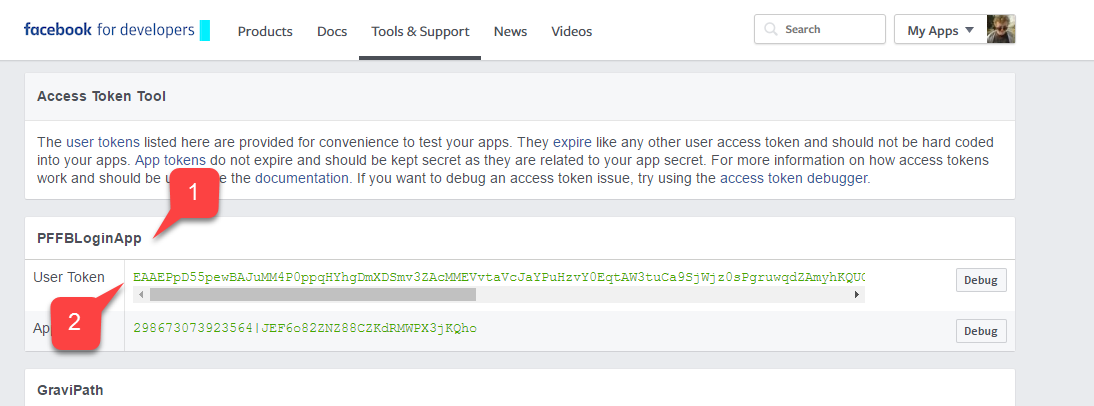 facebook for developers
Products Docs Tools & Support News Videos
Search
My Apps
Access Token Tool
The user tokens listed here are provided for convenience to test your apps. They expire like any other user access token and should not be hard coded
into your apps. App tokens do not expire and should be kept secret as they are related to your app secret. For more information on how access tokens
work and should be u e the documentation. If you want to debug an access token issue, try using the access token debugger.
1
PFFBLoginApp
User Token EAAEPpD55pewBAJuMM4P0ppqHYhgDmXDSmv3ZAcMMEVvtaVcJaYPuHzvY0EqtAW3tuCa9SjWjz0sPgruwqdZAmyhKQU Debug
2
App 298673073923564|JEF6o82ZNZ88CZKdRMWPX3jKQho Debug
GraviPath